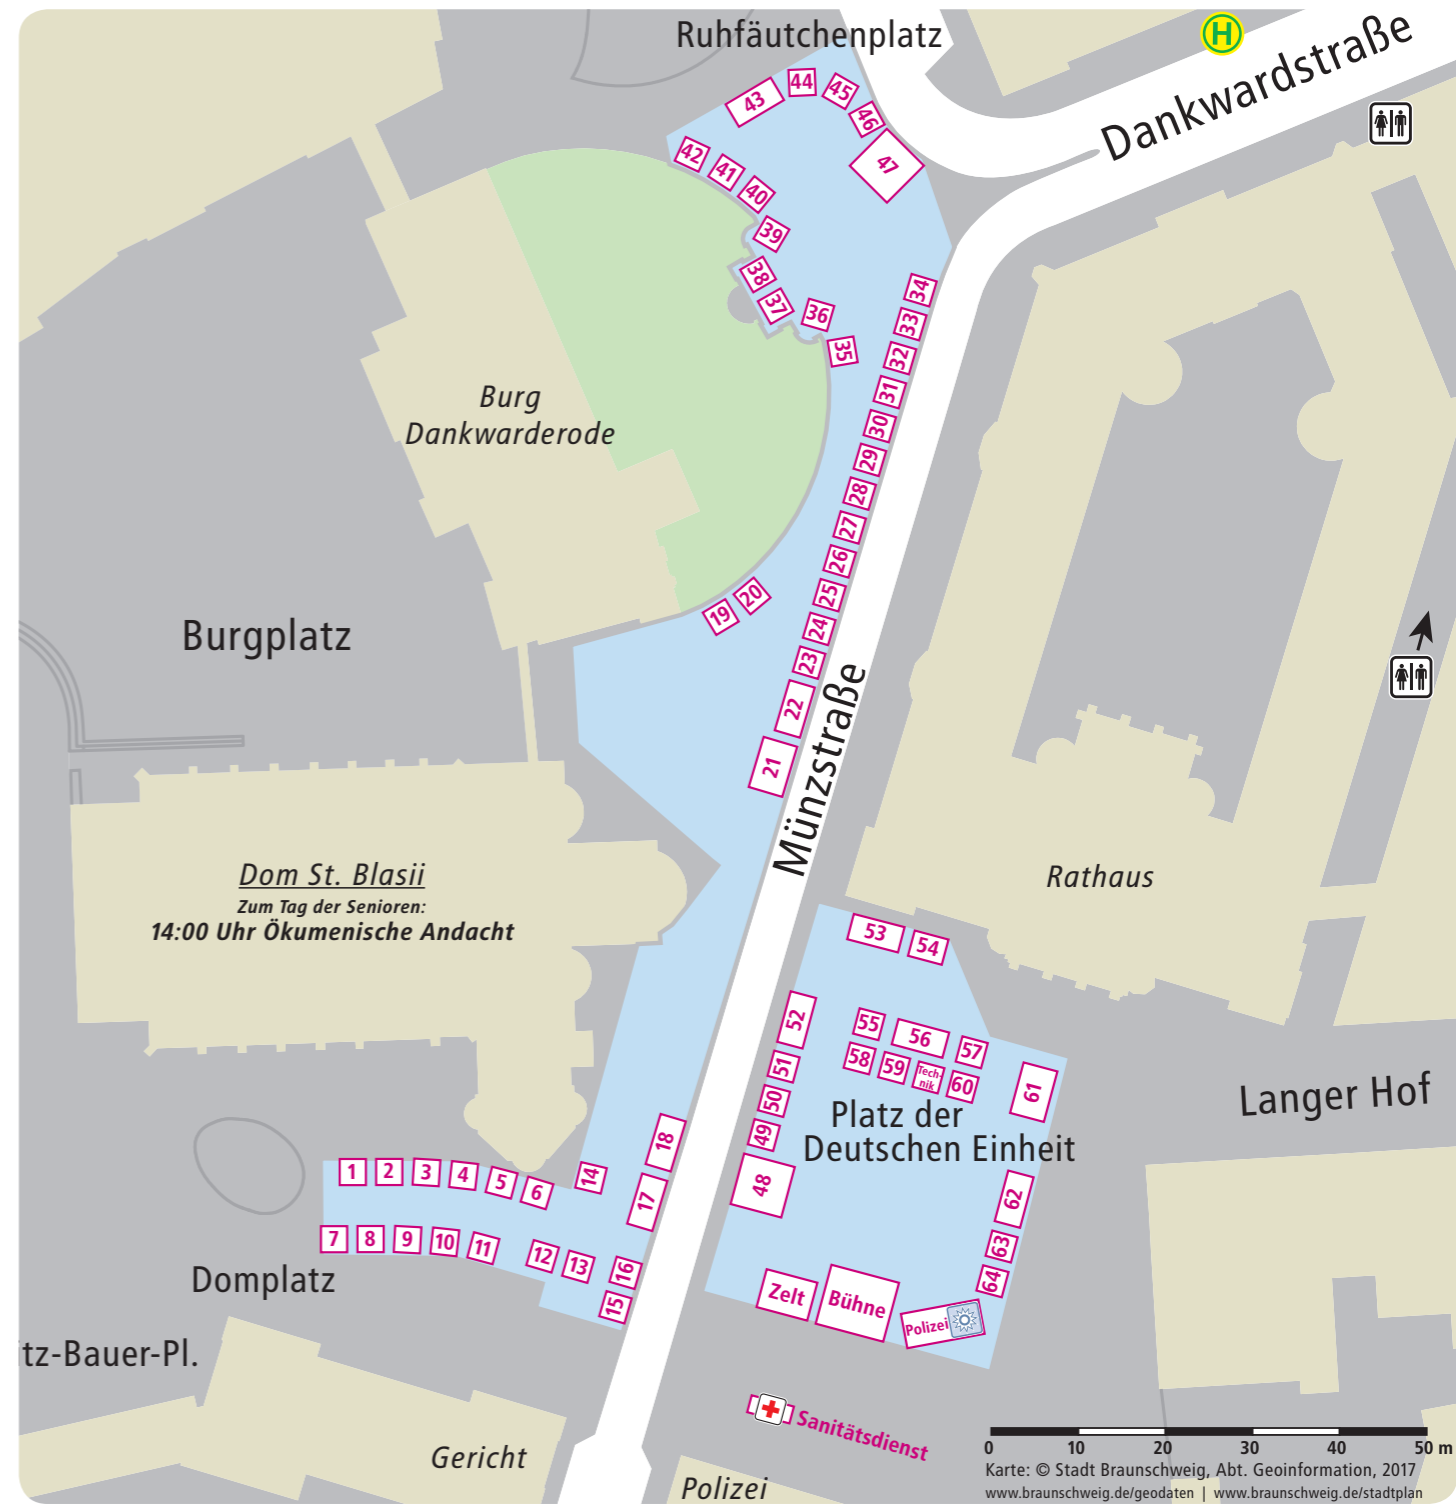 Ruhfäutchenplatz
H
Dankwardstraße
43
44
45
46
47
42
41
40
39
38
37
36
35
34
33
32
31
30
29
28
27
26
25
24
23
22
21
20
19
Burg
Dankwarderode
Burgplatz
Münzstraße
Dom St. Blasii
Zum Tag der Senioren:
14:00 Uhr Ökumenische Andacht
Rathaus
53
54
52
51
50
49
48
55
56
57
58
59
Tech-
nik
60
61
Platz der
Deutschen Einheit
Langer Hof
62
63
64
18
17
14
1
2
3
4
5
6
7
8
9
10
11
12
13
16
15
Domplatz
Zelt
Bühne
Polizei
tz-Bauer-Pl.
Sanitätsdienst
Gericht
Polizei
0 10 20 30 40 50 m
Karte: © Stadt Braunschweig, Abt. Geoinformation, 2017
www.braunschweig.de/geodaten | www.braunschweig.de/stadtplan